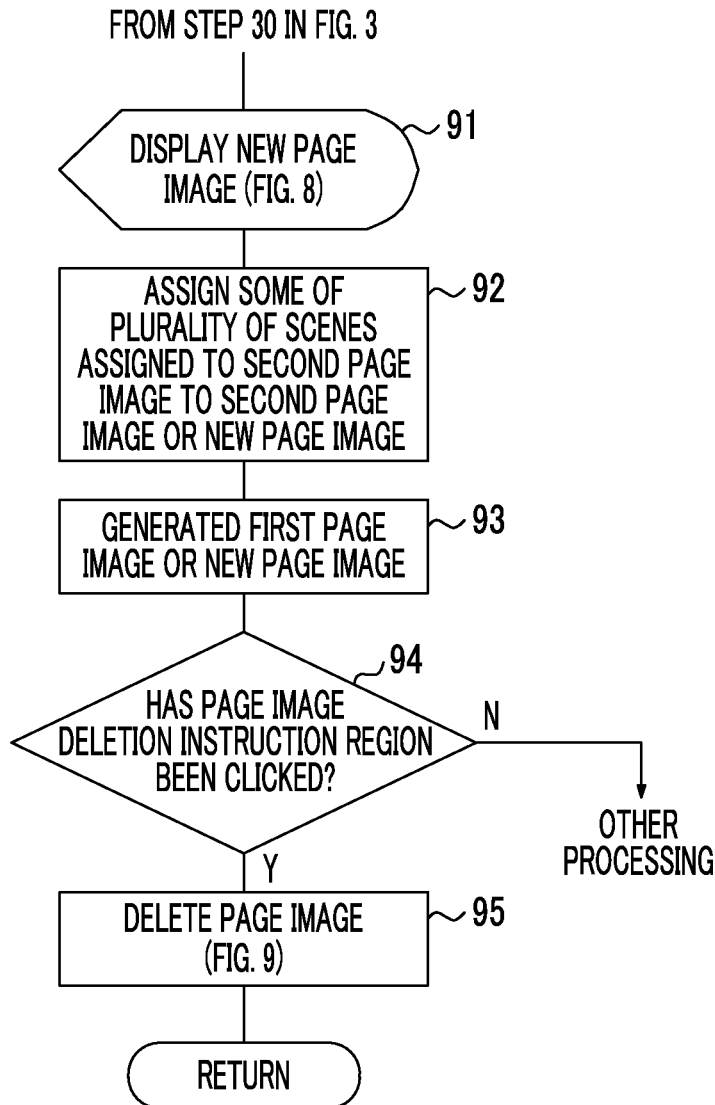 FROM STEP 30 IN FIG. 3
91
DISPLAY NEW PAGE
IMAGE (FIG. 8)
92
ASSIGN SOME OF
PLURALITY OF SCENES
ASSIGNED TO SECOND PAGE
IMAGE TO SECOND PAGE
IMAGE OR NEW PAGE IMAGE
93
GENERATED FIRST PAGE
IMAGE OR NEW PAGE IMAGE
94
HAS PAGE IMAGE
DELETION INSTRUCTION REGION
BEEN CLICKED?
N
OTHER
PROCESSING
Y
95
DELETE PAGE IMAGE
(FIG. 9)
RETURN